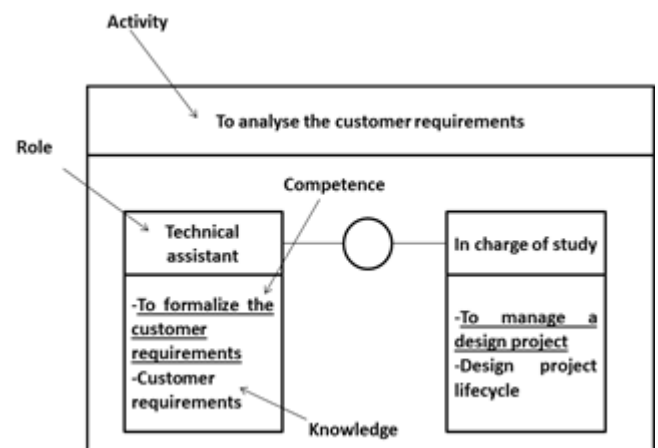 Activity
To analyse the customer requirements
Role
Competence
Technical
assistant
In charge of study
-To formalize the
customer
requirements
-Customer
requirements
-To manage a
design project
-Design project
lifecycle
Knowledge